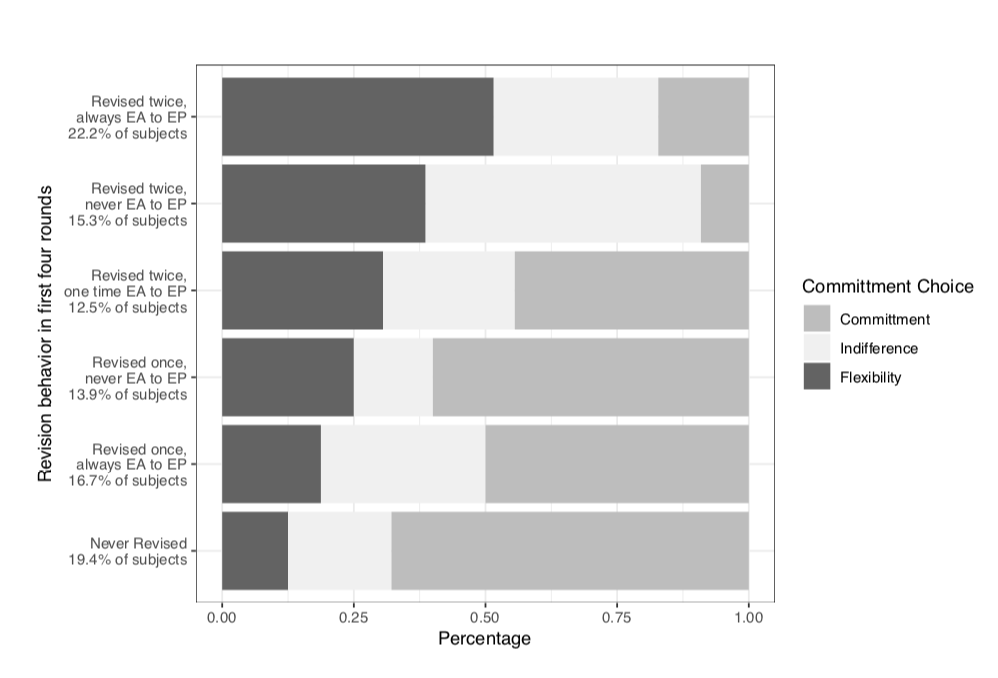 Revised twice,
always EA to EP
22.2% of subjects
Revised twice,
never EA to EP
15.3% of subjects
Revised twice,
one time EA to EP
12.5% of subjects
Revised once,
never EA to EP
13.9% of subjects
Revised once,
always EA to EP
16.7% of subjects
Never Revised
19.4% of subjects
Revision behavior in first four rounds
0.00 0.25 0.50 0.75 1.00
Percentage
Committment Choice
Committment
Indifference
Flexibility